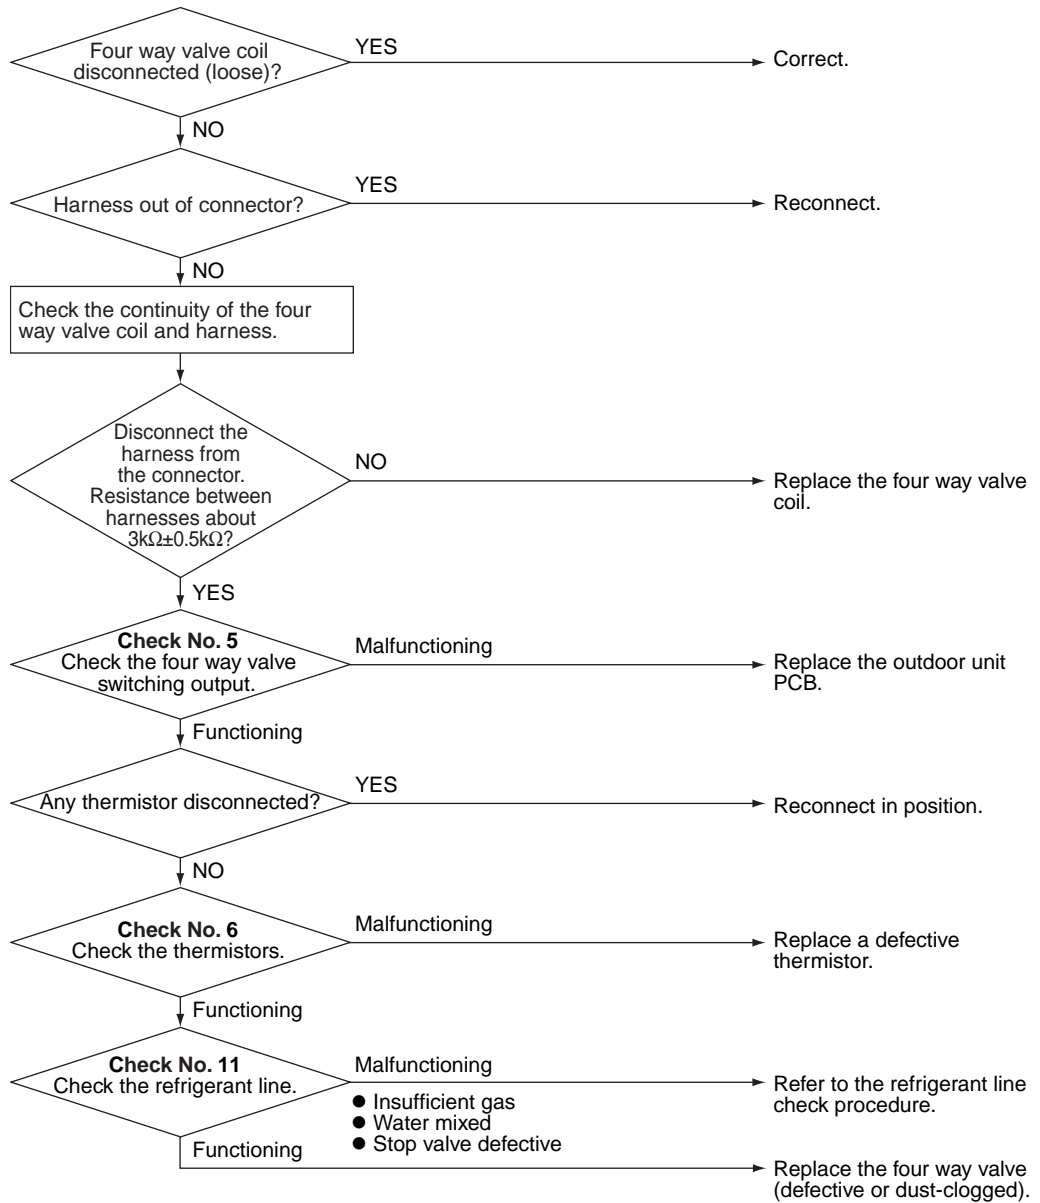 Four way valve coil
disconnected (loose)?
YES
Correct.
NO
Harness out of connector?
YES
Reconnect.
NO
Check the continuity of the four
way valve coil and harness.
Disconnect the
harness from
the connector.
Resistance between
harnesses about
3kΩ±0.5kΩ?
NO
Replace the four way valve
coil.
YES
Check No. 5
Check the four way valve
switching output.
Malfunctioning
Replace the outdoor unit
PCB.
Functioning
Any thermistor disconnected?
YES
Reconnect in position.
NO
Check No. 6
Check the thermistors.
Malfunctioning
Replace a defective
thermistor.
Functioning
Check No. 11
Check the refrigerant line.
Malfunctioning
● Insufficient gas
● Water mixed
● Stop valve defective
Refer to the refrigerant line
check procedure.
Functioning
Replace the four way valve
(defective or dust-clogged).